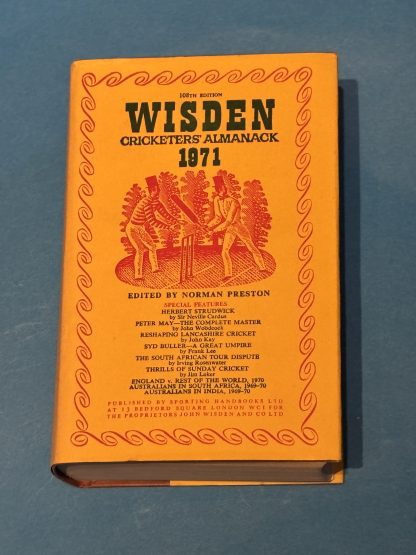 108TH EDITION
WISDEN
CRICKETERS' ALMANACK
1971
EDITED BY NORMAN PRESTON
SPECIAL FEATURES
HERBERT STRUDWICK
by Sir Neville Cardus
PETER MAY—THE COMPLETE MASTER
by John Woodcock
RESHAPING LANCASHIRE CRICKET
by John Kay
SYD BULLER—A GREAT UMPIRE
by Frank Lee
THE SOUTH AFRICAN TOUR DISPUTE
by Irving Rosenwater
THRILLS OF SUNDAY CRICKET
by Jim Laker
ENGLAND v. REST OF THE WORLD, 1970
AUSTRALIANS IN SOUTH AFRICA, 1969-70
AUSTRALIANS IN INDIA, 1969-70
PUBLISHED BY SPORTING HANDBOOKS LTD
AT 13 BEDFORD SQUARE LONDON WC1 FOR
THE PROPRIETORS JOHN WISDEN AND CO LTD